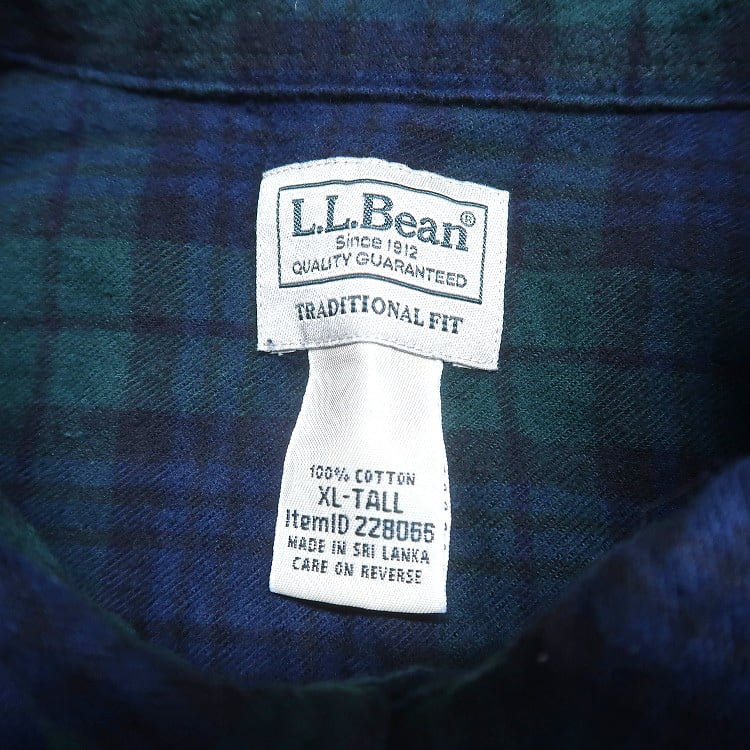 L.L.Bean®
Since 1912
QUALITY GUARANTEED
TRADITIONAL FIT
100% COTTON
XL-TALL
ItemID 228066
MADE IN SRI LANKA
CARE ON REVERSE